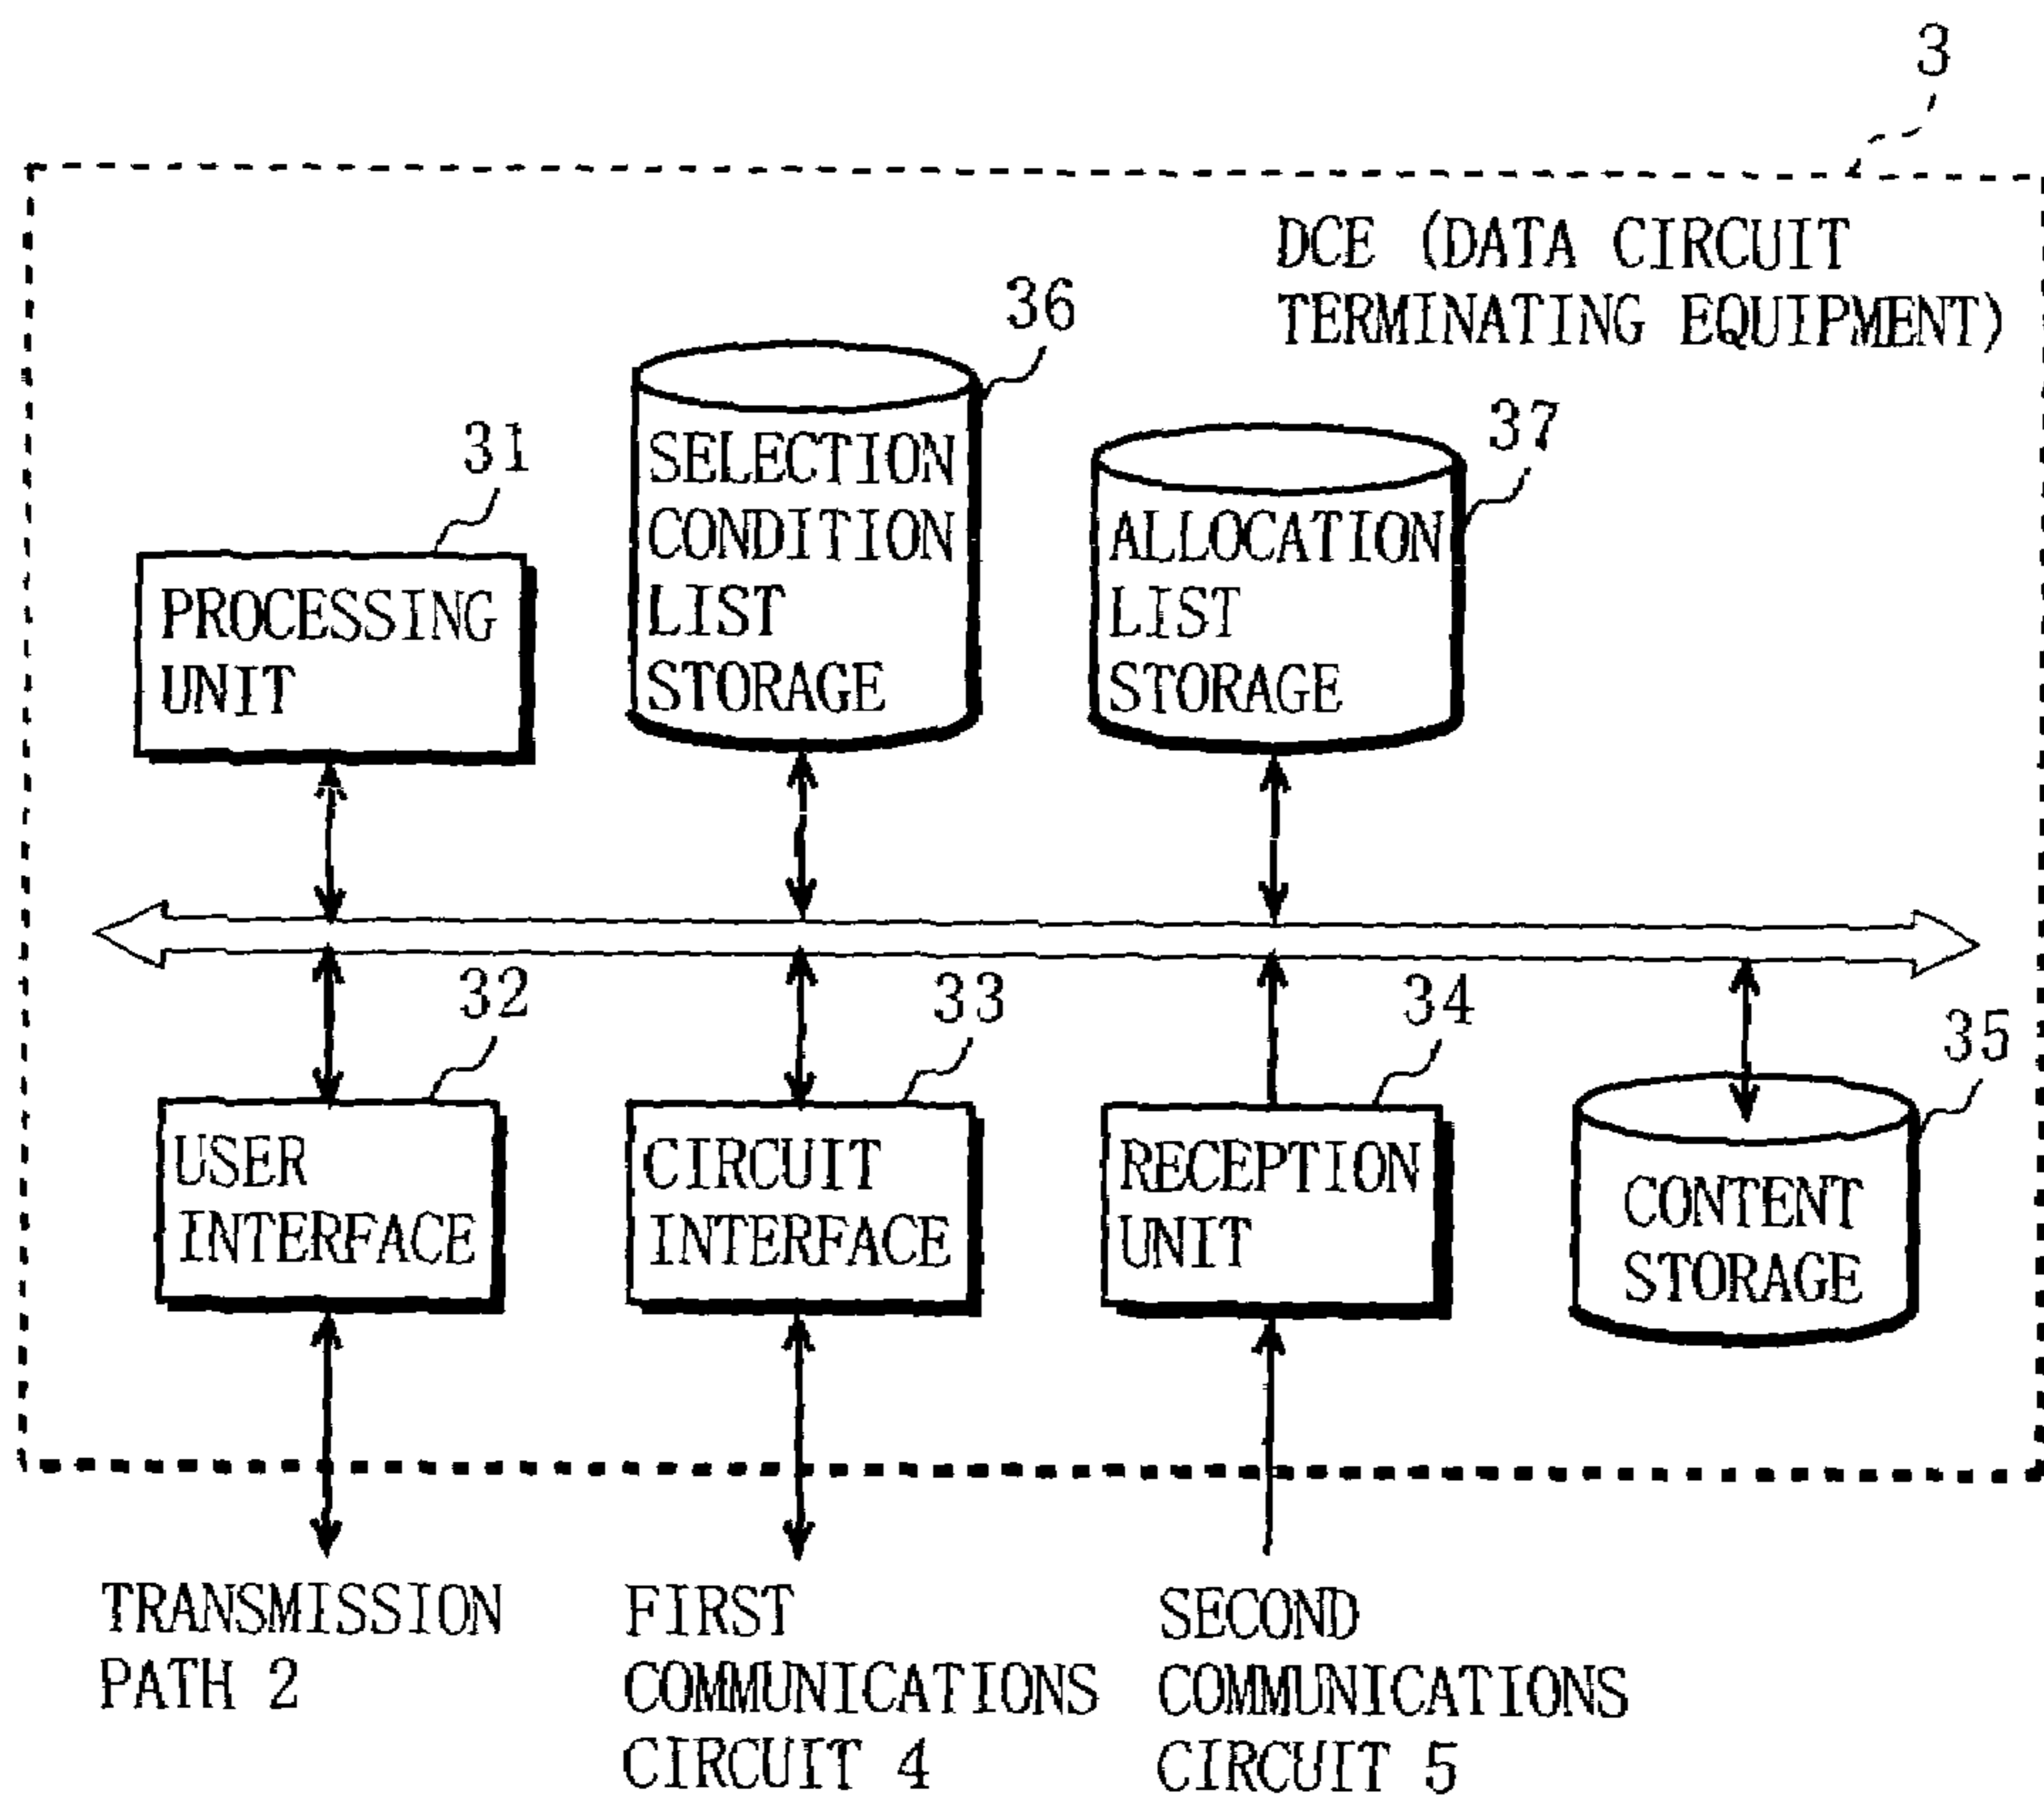 3
DCE (DATA CIRCUIT
TERMINATING EQUIPMENT)
36
SELECTION
CONDITION
LIST
STORAGE
37
ALLOCATION
LIST
STORAGE
31
PROCESSING
UNIT
32
USER
INTERFACE
33
CIRCUIT
INTERFACE
34
RECEPTION
UNIT
35
CONTENT
STORAGE
TRANSMISSION
PATH 2
FIRST
COMMUNICATIONS
CIRCUIT 4
SECOND
COMMUNICATIONS
CIRCUIT 5